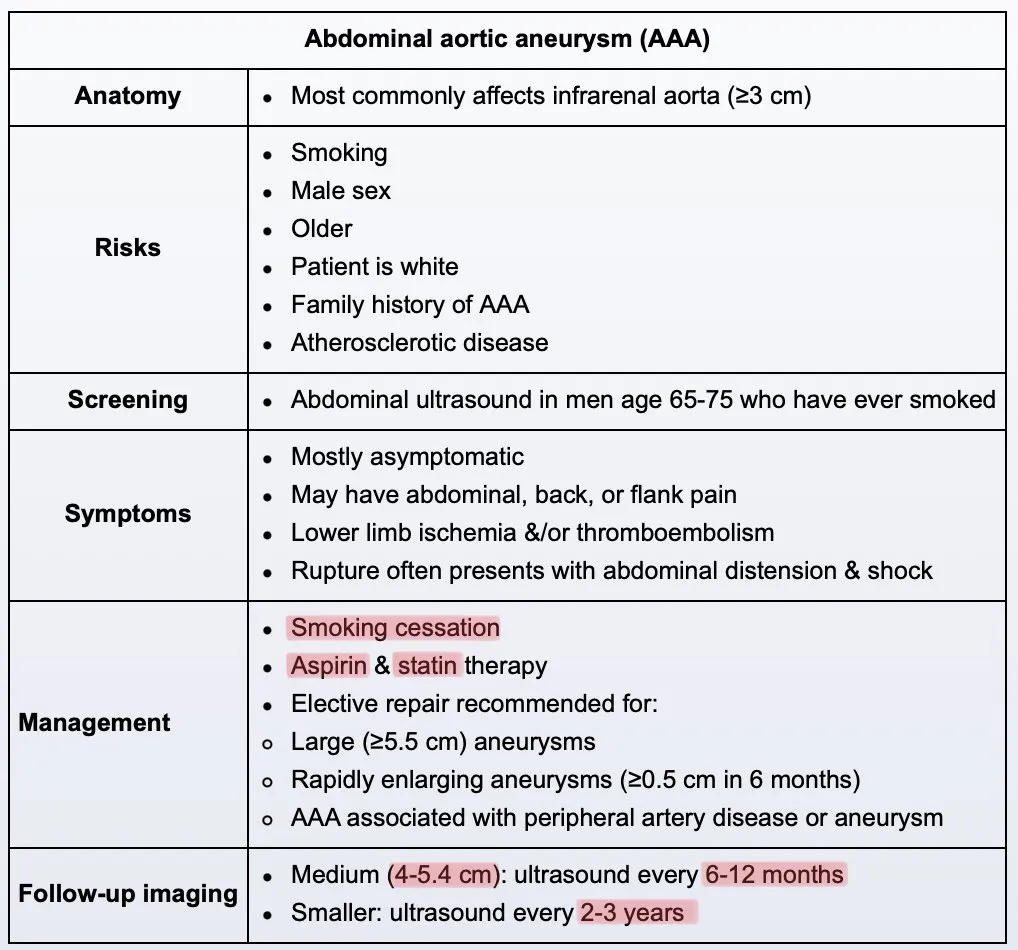 Abdominal aortic aneurysm (AAA)
Anatomy
• Most commonly affects infrarenal aorta (≥3 cm)
Risks
• Smoking
• Male sex
• Older
• Patient is white
• Family history of AAA
• Atherosclerotic disease
Screening
• Abdominal ultrasound in men age 65-75 who have ever smoked
Symptoms
• Mostly asymptomatic
• May have abdominal, back, or flank pain
• Lower limb ischemia &/or thromboembolism
• Rupture often presents with abdominal distension & shock
Management
• Smoking cessation
• Aspirin & statin therapy
• Elective repair recommended for:
○ Large (≥5.5 cm) aneurysms
○ Rapidly enlarging aneurysms (≥0.5 cm in 6 months)
○ AAA associated with peripheral artery disease or aneurysm
Follow-up imaging
• Medium (4-5.4 cm): ultrasound every 6-12 months
• Smaller: ultrasound every 2-3 years